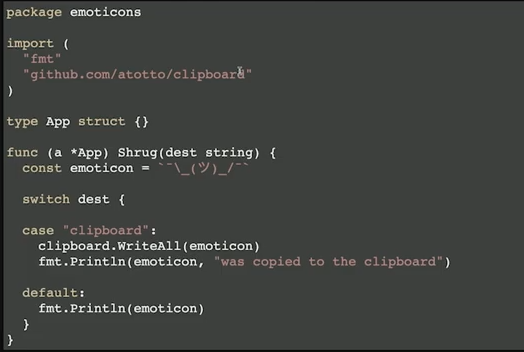 package emoticons
import (
"fmt"
"github.com/atotto/clipboard"
)
type App struct {}
func (a *App) Shrug(dest string) {
const emoticon = `¯\_(ツ)_/¯`
switch dest {
case "clipboard":
clipboard.WriteAll(emoticon)
fmt.Println(emoticon, "was copied to the clipboard")
default:
fmt.Println(emoticon)
}
}